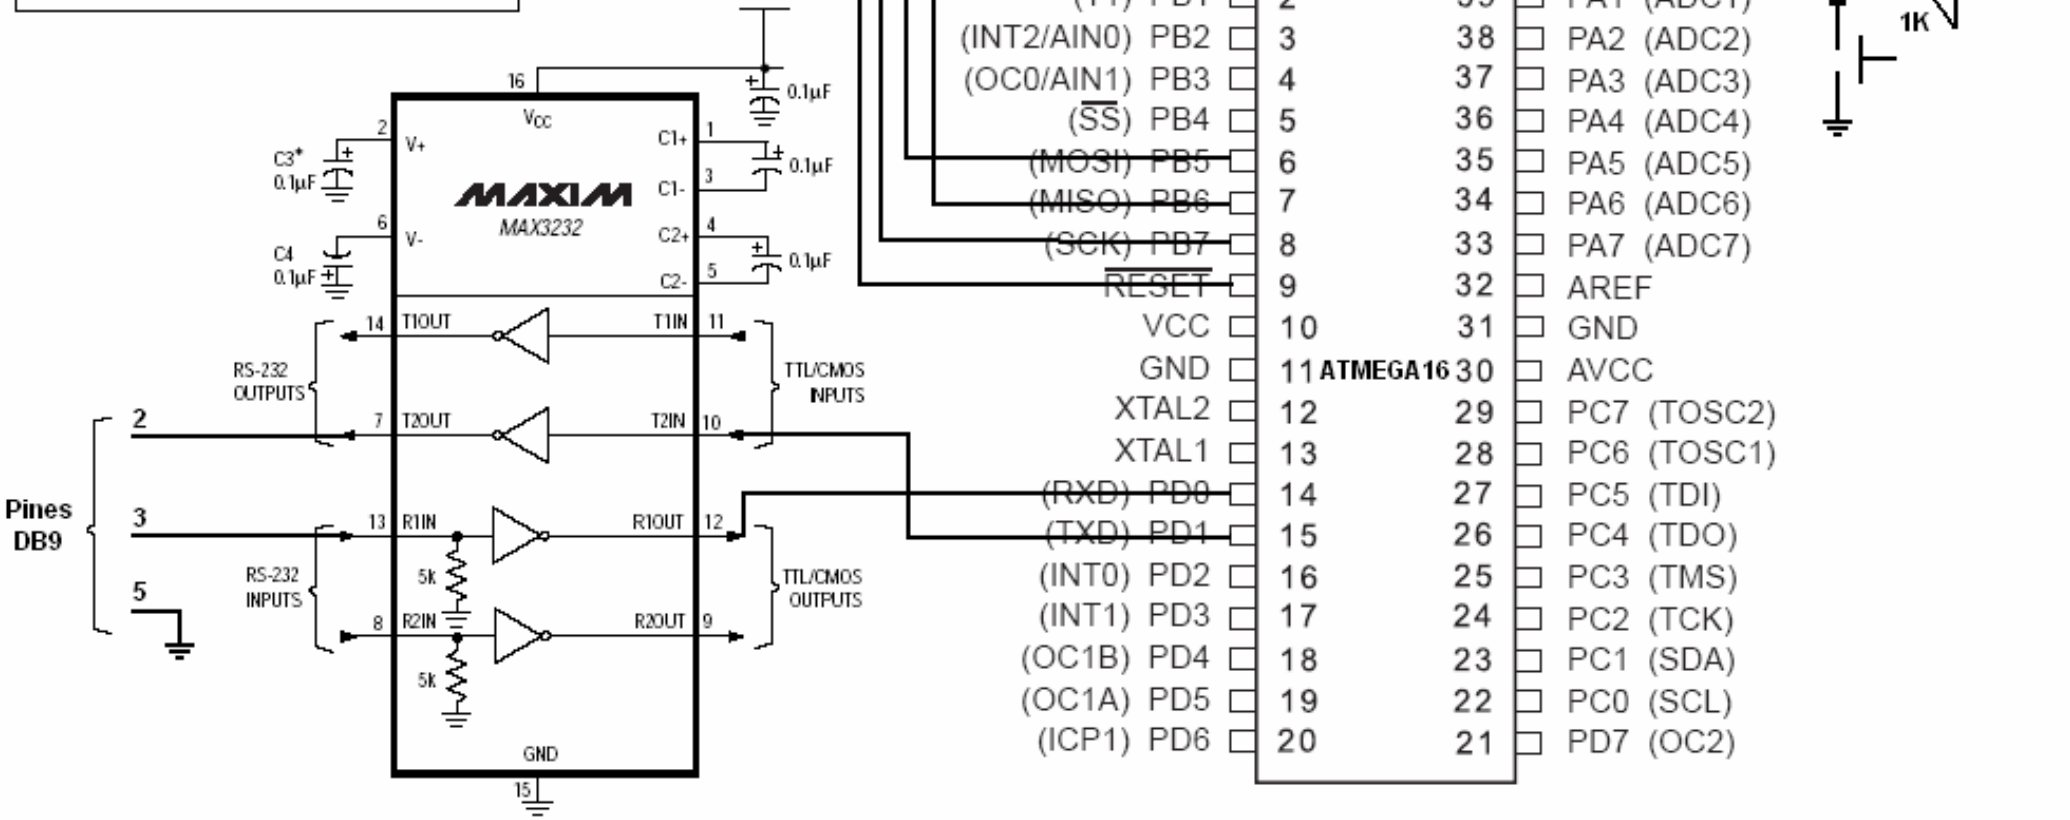 16
VCC
0.1µF
2
V+
C3*
0.1µF
C1+
1
0.1µF
C1-
3
MAXIM
MAX3232
6
V-
C4
0.1µF
C2+
4
0.1µF
C2-
5
14
T1OUT
T1IN
11
RS-232
OUTPUTS
TTL/CMOS
INPUTS
2
7
T2OUT
T2IN
10
Pines
DB9
3
13
R1IN
R1OUT
12
5k
RS-232
INPUTS
TTL/CMOS
OUTPUTS
5
8
R2IN
R2OUT
9
5k
GND
15
(INT2/AIN0) PB2 3
(OC0/AIN1) PB3 4
(SS) PB4 5
(MOSI) PB5 6
(MISO) PB6 7
(SCK) PB7 8
RESET 9
VCC 10
GND 11
XTAL2 12
XTAL1 13
(RXD) PD0 14
(TXD) PD1 15
(INT0) PD2 16
(INT1) PD3 17
(OC1B) PD4 18
(OC1A) PD5 19
(ICP1) PD6 20
ATMEGA16
38 PA2 (ADC2)
37 PA3 (ADC3)
36 PA4 (ADC4)
35 PA5 (ADC5)
34 PA6 (ADC6)
33 PA7 (ADC7)
32 AREF
31 GND
30 AVCC
29 PC7 (TOSC2)
28 PC6 (TOSC1)
27 PC5 (TDI)
26 PC4 (TDO)
25 PC3 (TMS)
24 PC2 (TCK)
23 PC1 (SDA)
22 PC0 (SCL)
21 PD7 (OC2)
1K